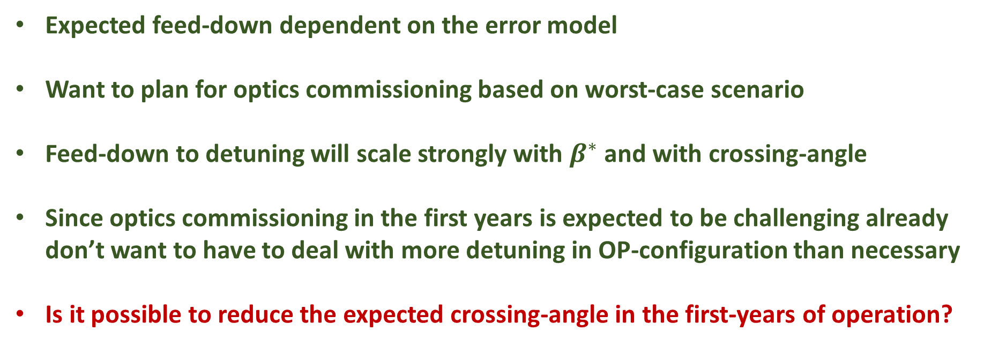 • Expected feed-down dependent on the error model
• Want to plan for optics commissioning based on worst-case scenario
• Feed-down to detuning will scale strongly with β* and with crossing-angle
• Since optics commissioning in the first years is expected to be challenging already
don’t want to have to deal with more detuning in OP-configuration than necessary
• Is it possible to reduce the expected crossing-angle in the first-years of operation?